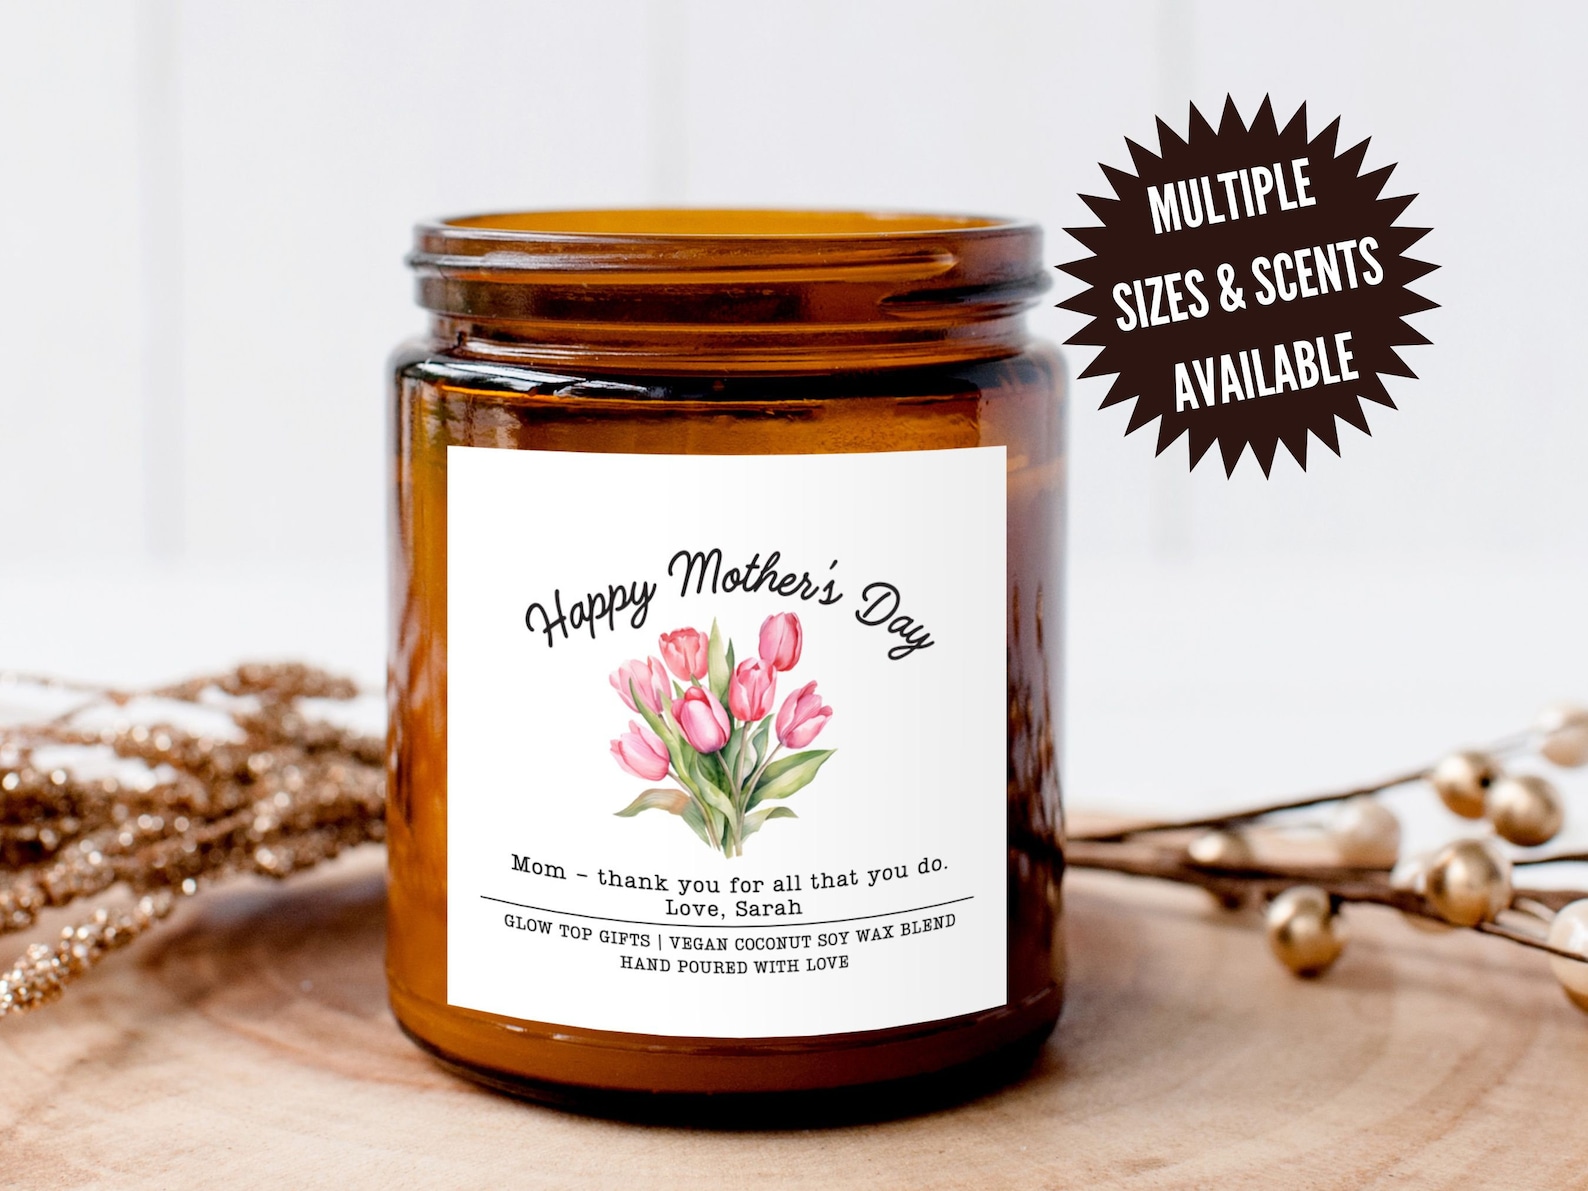 Happy Mother's Day
Mom – thank you for all that you do.
Love, Sarah
GLOW TOP GIFTS | VEGAN COCONUT SOY WAX BLEND
HAND POURED WITH LOVE
MULTIPLE
SIZES & SCENTS
AVAILABLE